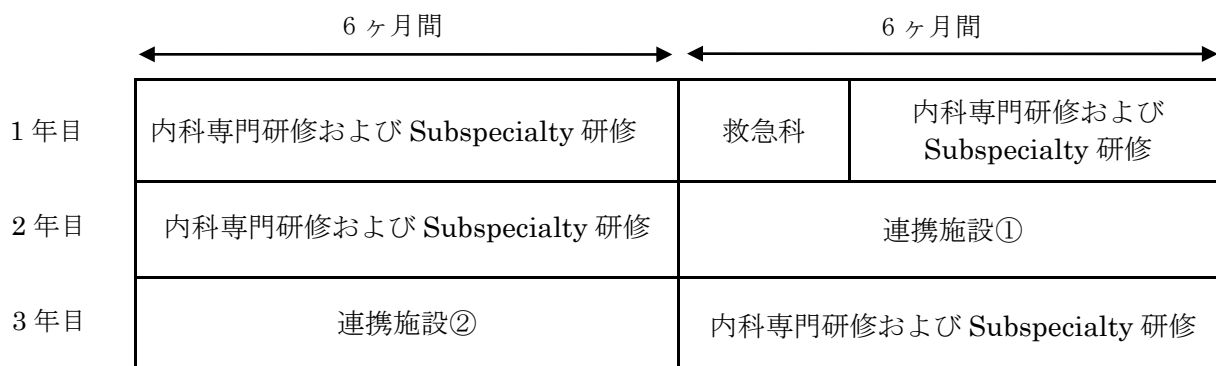 6 ヶ月間
6 ヶ月間
1 年目
内科専門研修および Subspecialty 研修
救急科
内科専門研修および
Subspecialty 研修
2 年目
内科専門研修および Subspecialty 研修
連携施設①
3 年目
連携施設②
内科専門研修および Subspecialty 研修